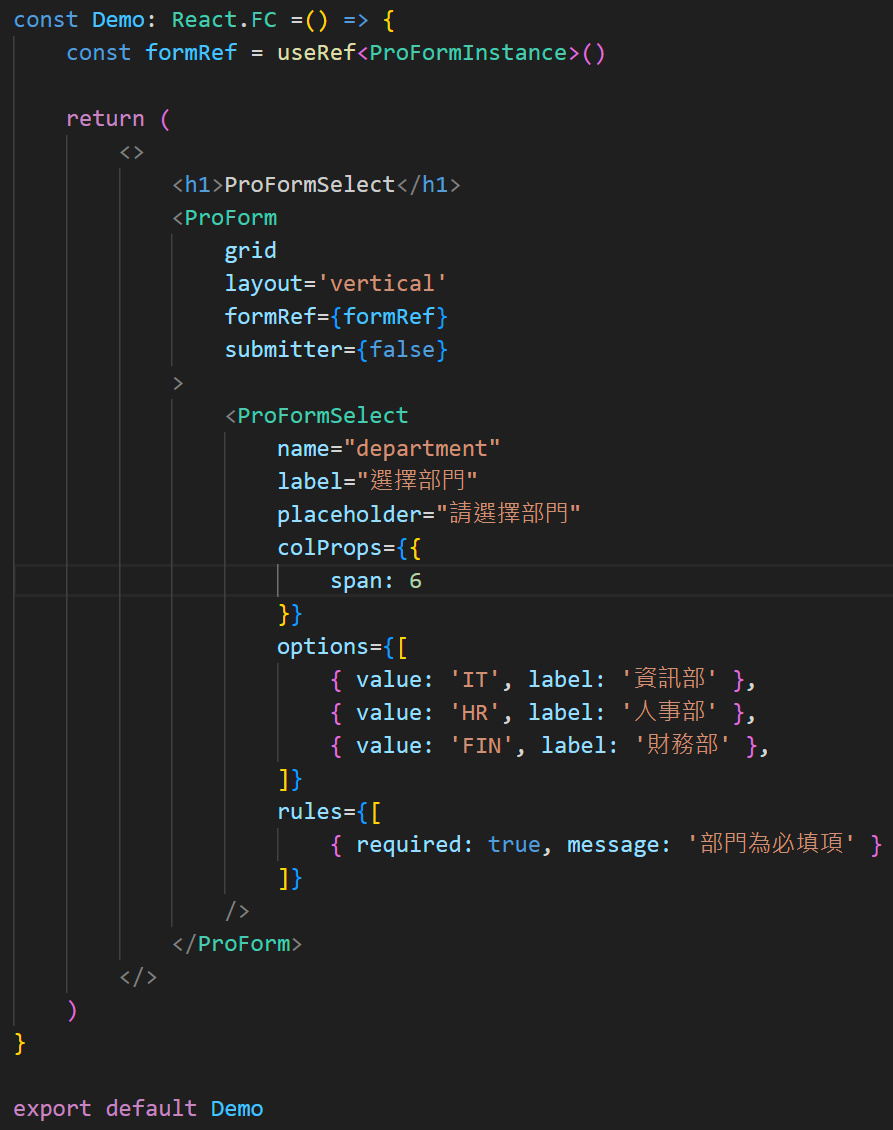 const Demo: React.FC =() => {
    const formRef = useRef<ProFormInstance>()

    return (
        <>
            <h1>ProFormSelect</h1>
            <ProForm
                grid
                layout='vertical'
                formRef={formRef}
                submitter={false}
            >
                <ProFormSelect
                    name="department"
                    label="選擇部門"
                    placeholder="請選擇部門"
                    colProps={{
                        span: 6
                    }}
                    options={[
                        { value: 'IT', label: '資訊部' },
                        { value: 'HR', label: '人事部' },
                        { value: 'FIN', label: '財務部' },
                    ]}
                    rules={[
                        { required: true, message: '部門為必填項' }
                    ]}
                />
            </ProForm>
        </>
    )
}

export default Demo